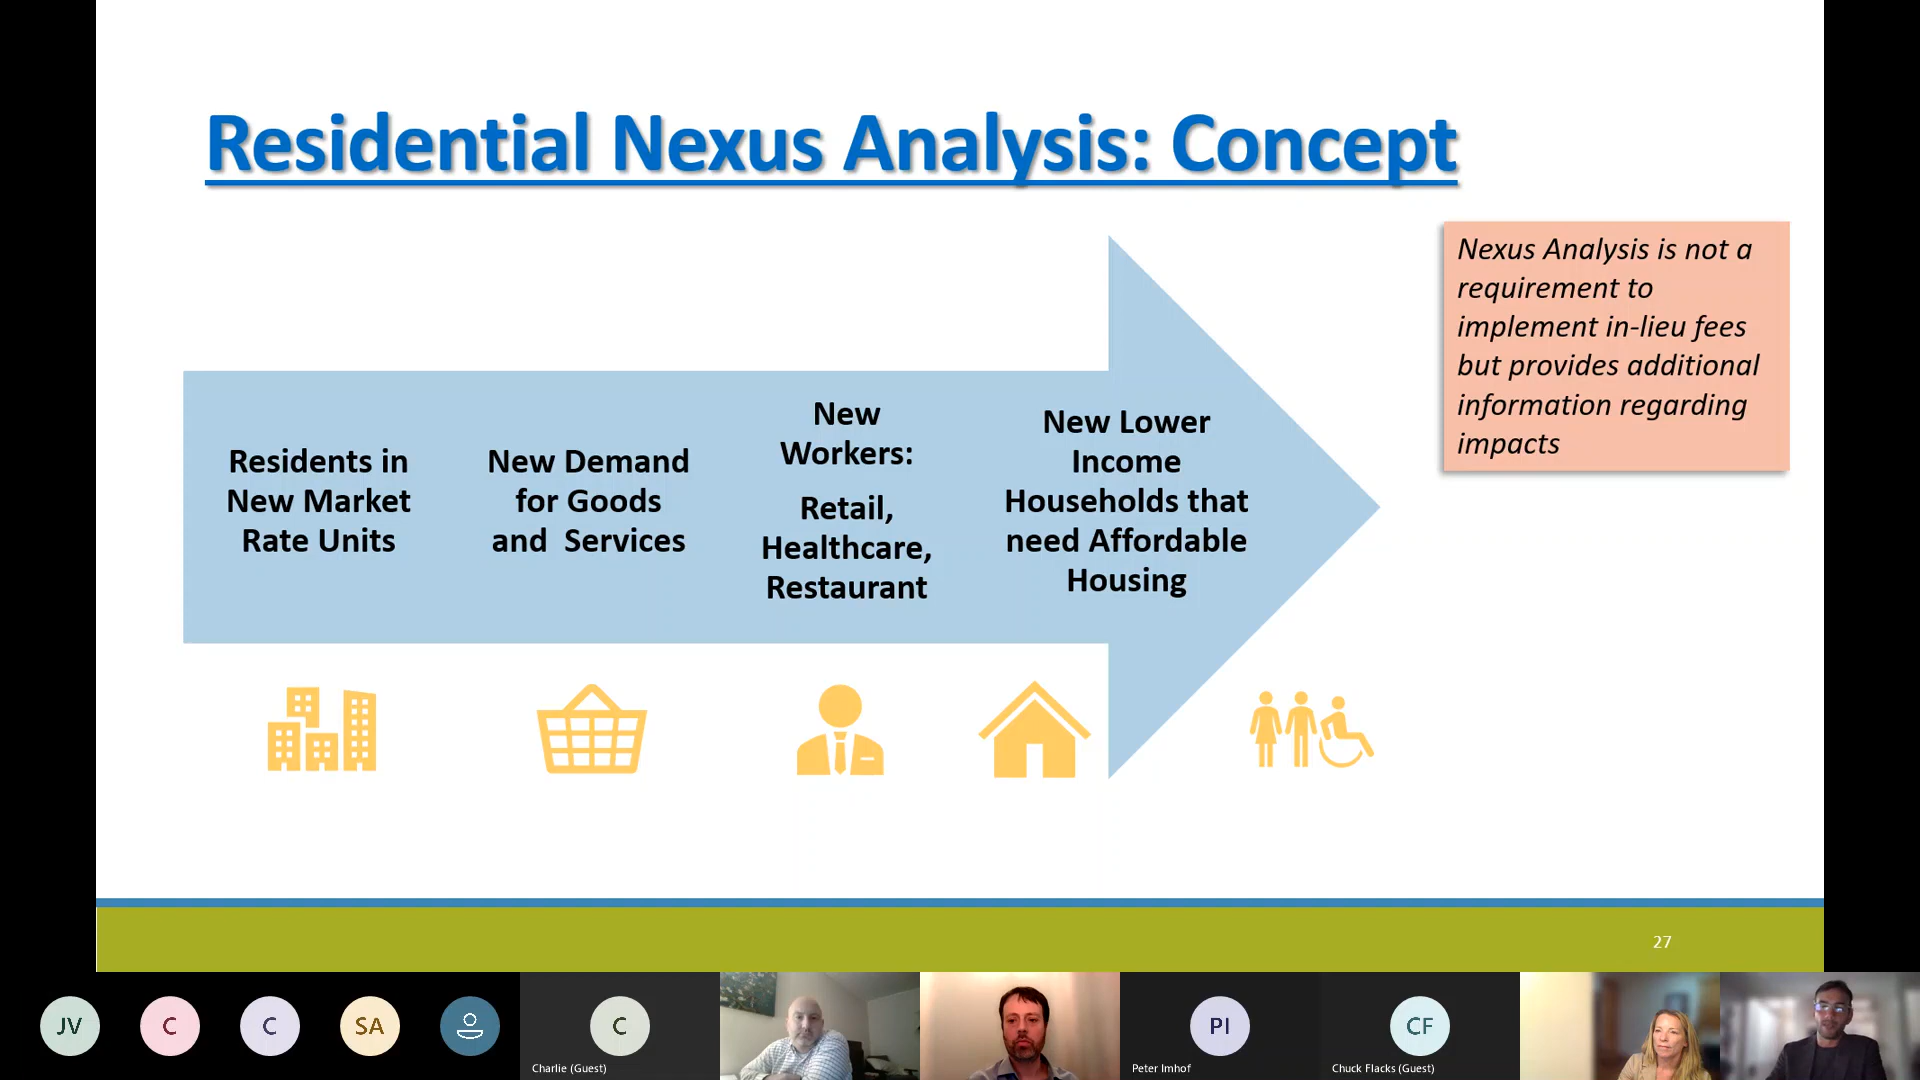 Residential Nexus Analysis: Concept
Nexus Analysis is not a
requirement to
implement in-lieu fees
but provides additional
information regarding
impacts
Residents in
New Market
Rate Units
New Demand
for Goods
and  Services
New
Workers:
Retail,
Healthcare,
Restaurant
New Lower
Income
Households that
need Affordable
Housing
27
JV
C
C
SA
C
Charlie (Guest)
PI
Peter Imhof
CF
Chuck Flacks (Guest)